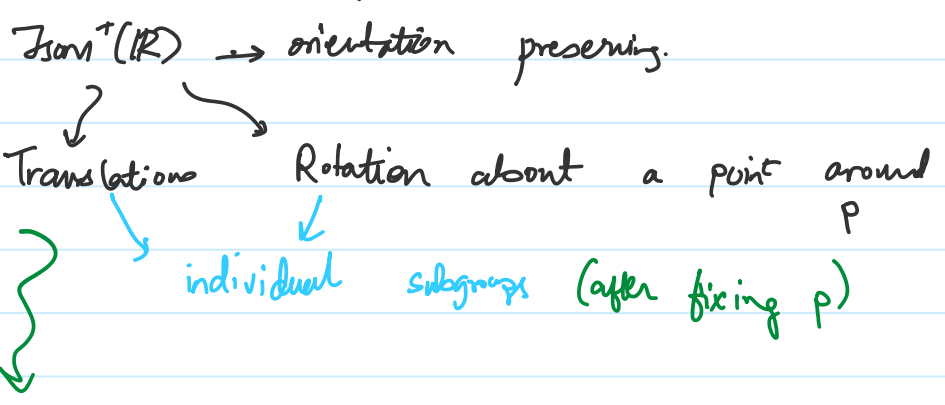 Isom⁺(ℝ) → orientation preserving.
Translations Rotation about a point around
p
individual subgroups (after fixing p)